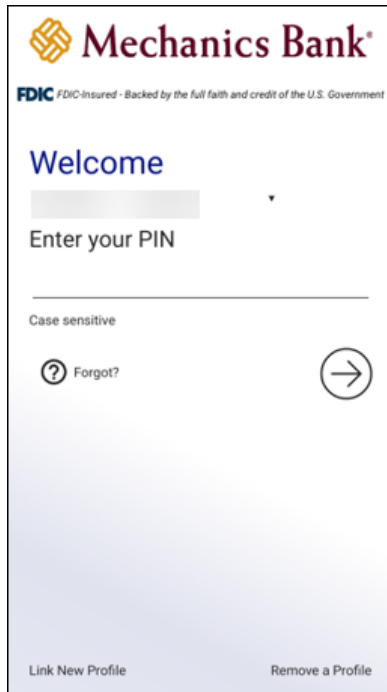 Mechanics Bank®
FDIC FDIC-Insured - Backed by the full faith and credit of the U.S. Government
Welcome
Enter your PIN
Case sensitive
? Forgot?
Link New Profile Remove a Profile